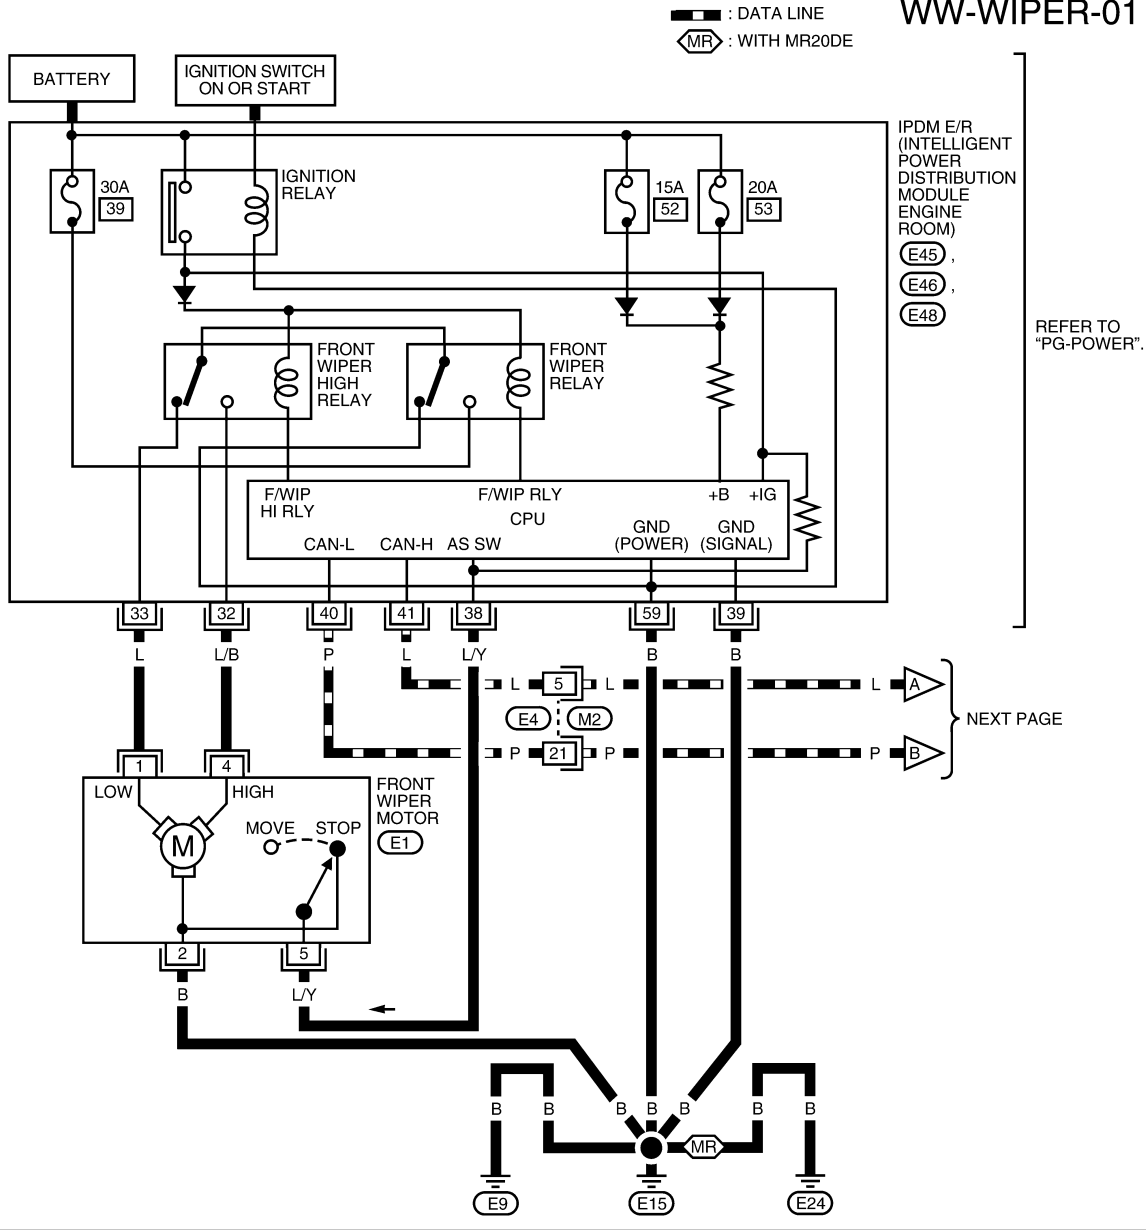 : DATA LINE
WW-WIPER-01
MR : WITH MR20DE
BATTERY
IGNITION SWITCH
ON OR START
IPDM E/R
(INTELLIGENT
POWER
DISTRIBUTION
MODULE
ENGINE
ROOM)
E45 ,
E46 ,
E48
REFER TO
“PG-POWER”.
30A
39
IGNITION
RELAY
15A
52
20A
53
FRONT
WIPER
HIGH
RELAY
FRONT
WIPER
RELAY
F/WIP
HI RLY
F/WIP RLY
+B
+IG
CPU
CAN-L
CAN-H
AS SW
GND
(POWER)
GND
(SIGNAL)
33
32
40
41
38
59
39
L
L/B
P
L
L/Y
B
B
L
5
L
L
A
E4
M2
NEXT PAGE
P
21
P
P
B
1
4
LOW
HIGH
FRONT
WIPER
MOTOR
E1
MOVE
STOP
M
2
5
B
L/Y
B
B
B
B
B
B
B
MR
E9
E15
E24